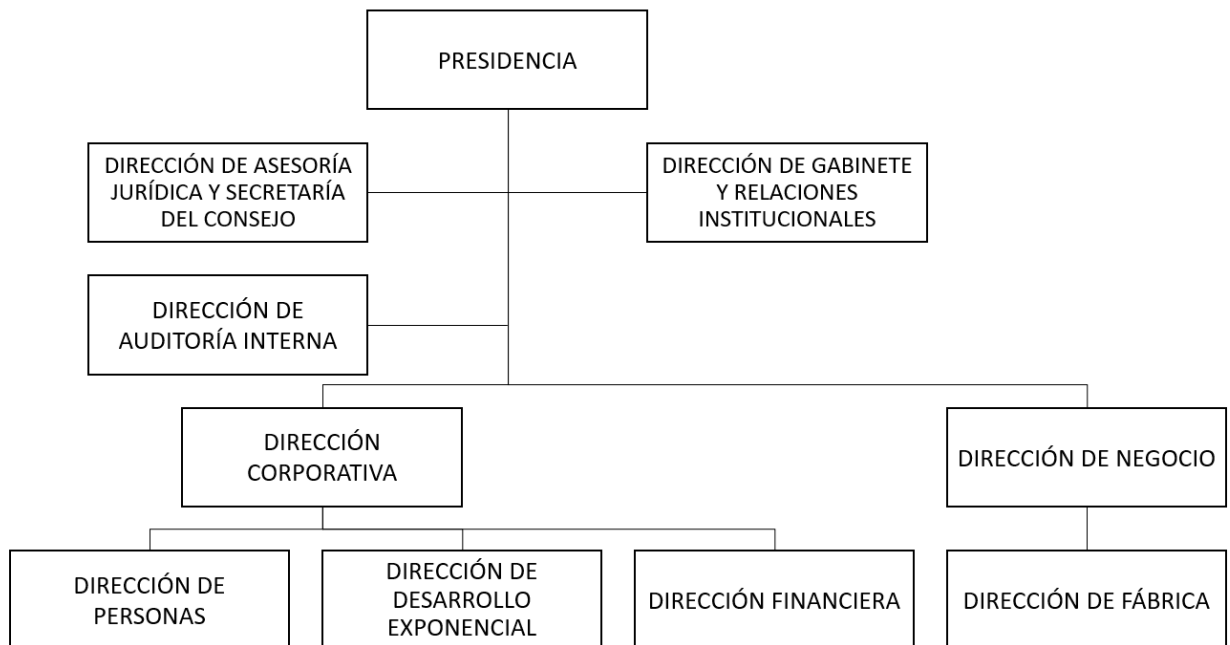 PRESIDENCIA
DIRECCIÓN DE ASESORÍA
JURÍDICA Y SECRETARÍA
DEL CONSEJO
DIRECCIÓN DE GABINETE
Y RELACIONES
INSTITUCIONALES
DIRECCIÓN DE
AUDITORÍA INTERNA
DIRECCIÓN
CORPORATIVA
DIRECCIÓN DE NEGOCIO
DIRECCIÓN DE
PERSONAS
DIRECCIÓN DE
DESARROLLO
EXPONENCIAL
DIRECCIÓN FINANCIERA
DIRECCIÓN DE FÁBRICA